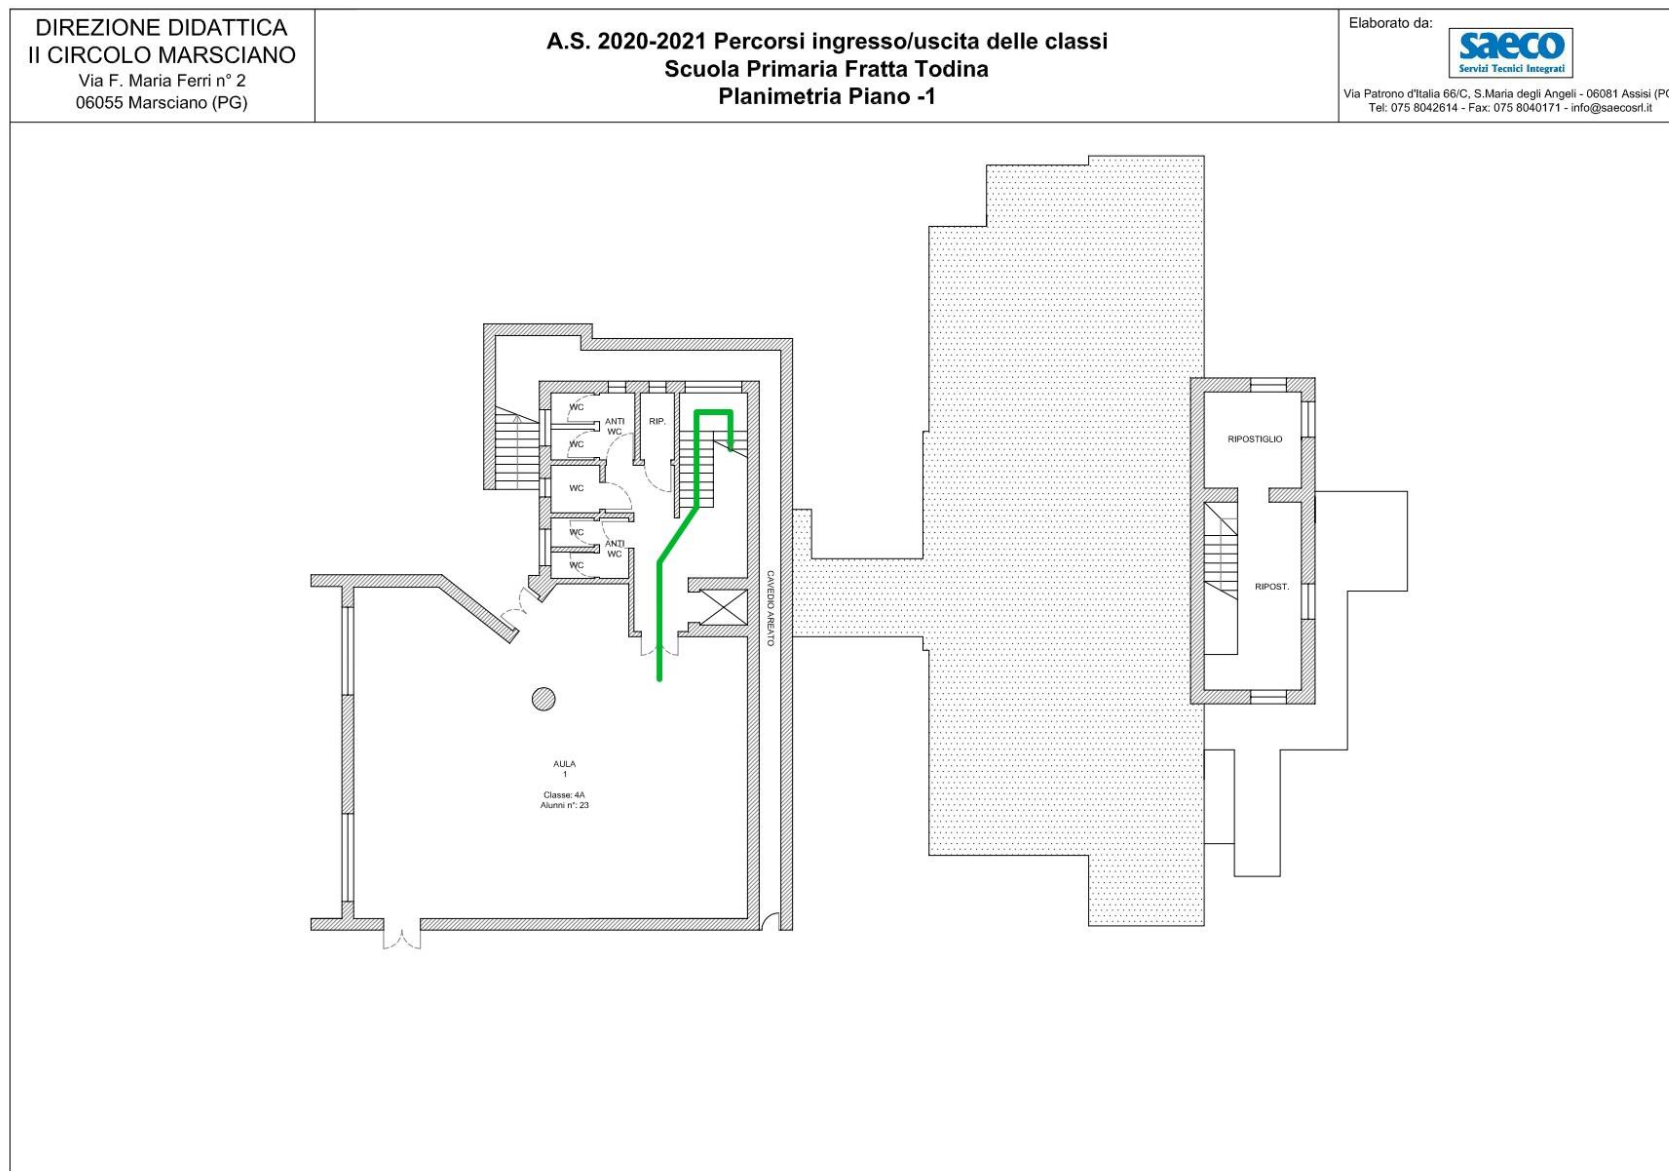 DIREZIONE DIDATTICA
II CIRCOLO MARSCIANO
Via F. Maria Ferri n° 2
06055 Marsciano (PG)
A.S. 2020-2021 Percorsi ingresso/uscita delle classi
Scuola Primaria Fratta Todina
Planimetria Piano -1
Elaborato da:
saeco
Servizi Tecnici Integrati
Via Patrono d'Italia 66/C, S.Maria degli Angeli - 06081 Assisi (PG
Tel: 075 8042614 - Fax: 075 8040171 - info@saecosrl.it
WC
ANTI
WC
RIP.
WC
WC
WC
ANTI
WC
WC
CAVEDIO AREATO
AULA
1
Classe: 4A
Alunni n°: 23
RIPOSTIGLIO
RIPOST.